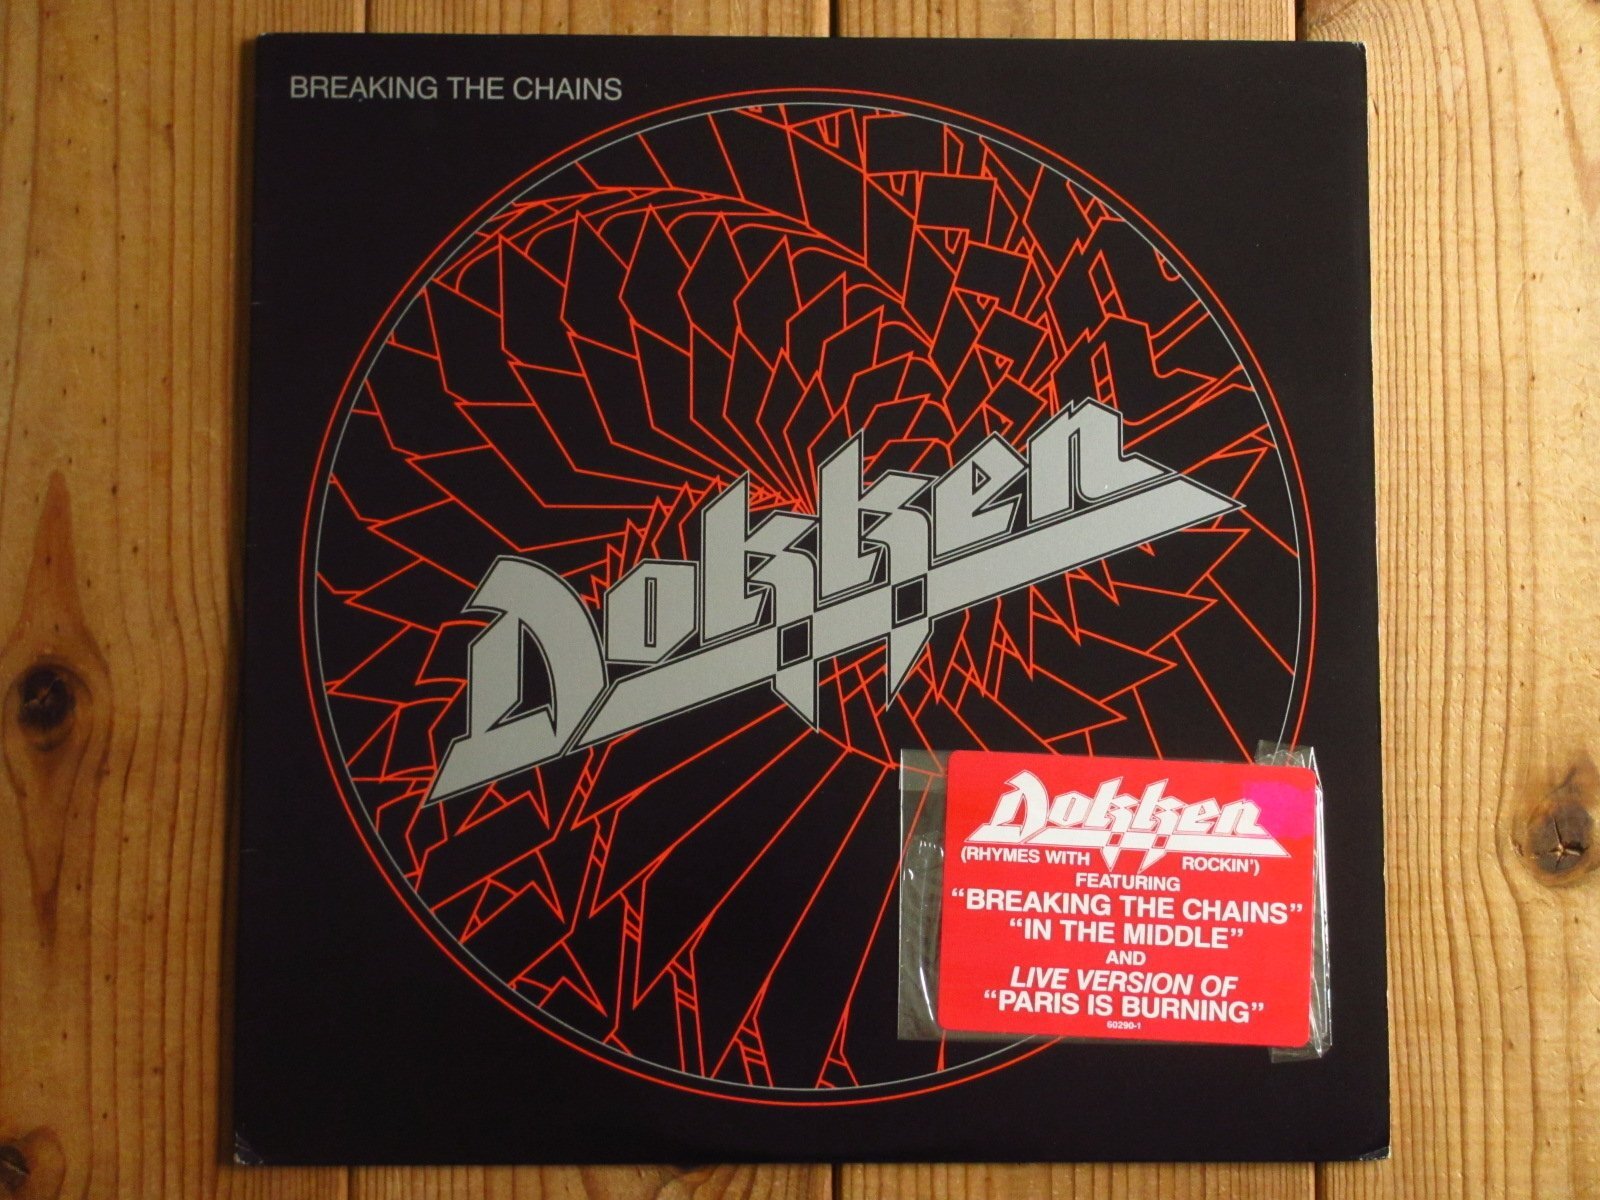 BREAKING THE CHAINS
Dokken
Dokken
(RHYMES WITH ROCKIN')
FEATURING
“BREAKING THE CHAINS”
“IN THE MIDDLE”
AND
LIVE VERSION OF
“PARIS IS BURNING”
60290-1